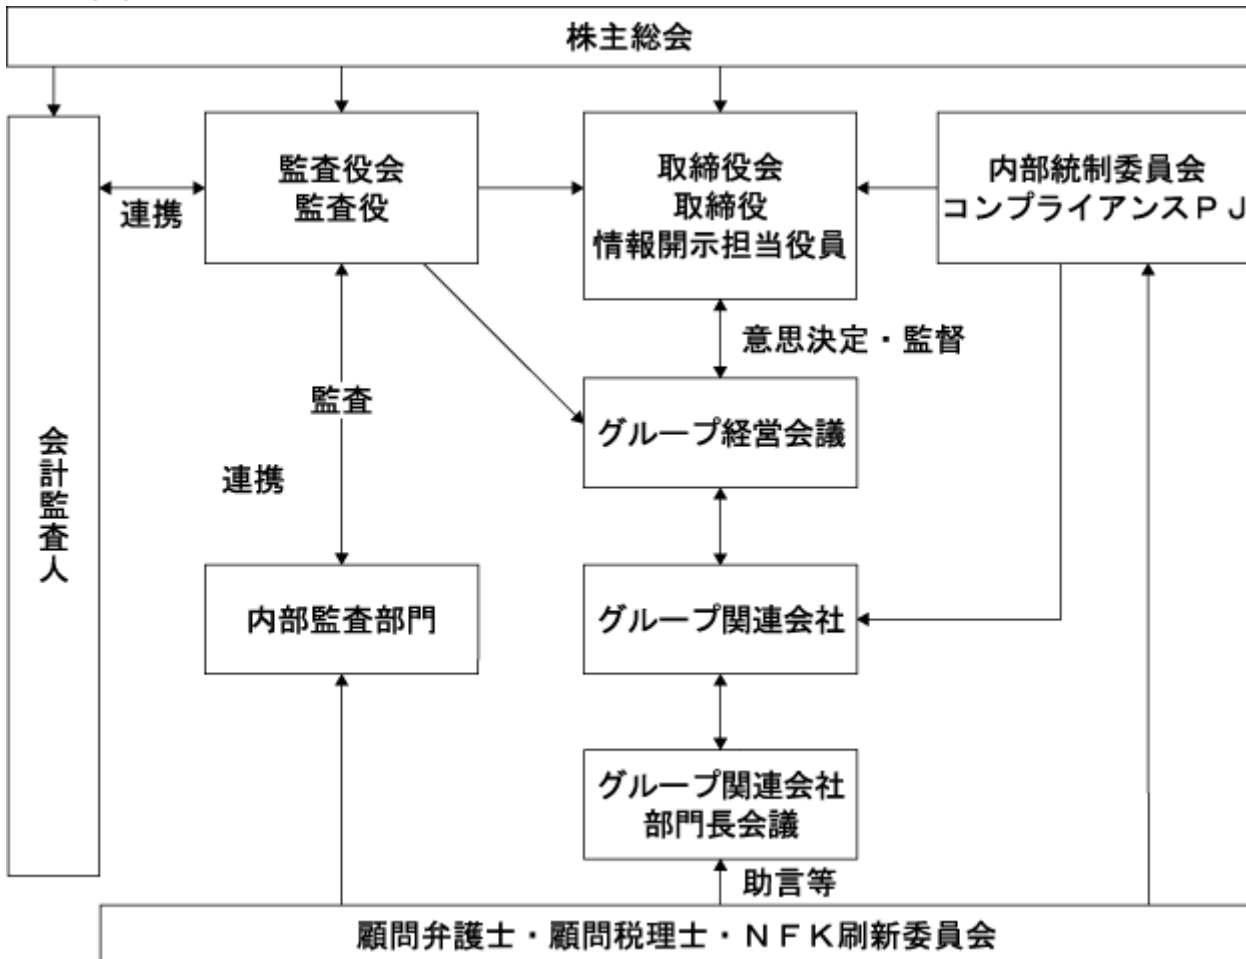 株主総会
監査役会
監査役
取締役会
取締役
情報開示担当役員
内部統制委員会
コンプライアンスＰＪ
連携
意思決定・監督
監査
グループ経営会議
連携
会計監査人
内部監査部門
グループ関連会社
グループ関連会社
部門長会議
助言等
顧問弁護士・顧問税理士・ＮＦＫ刷新委員会